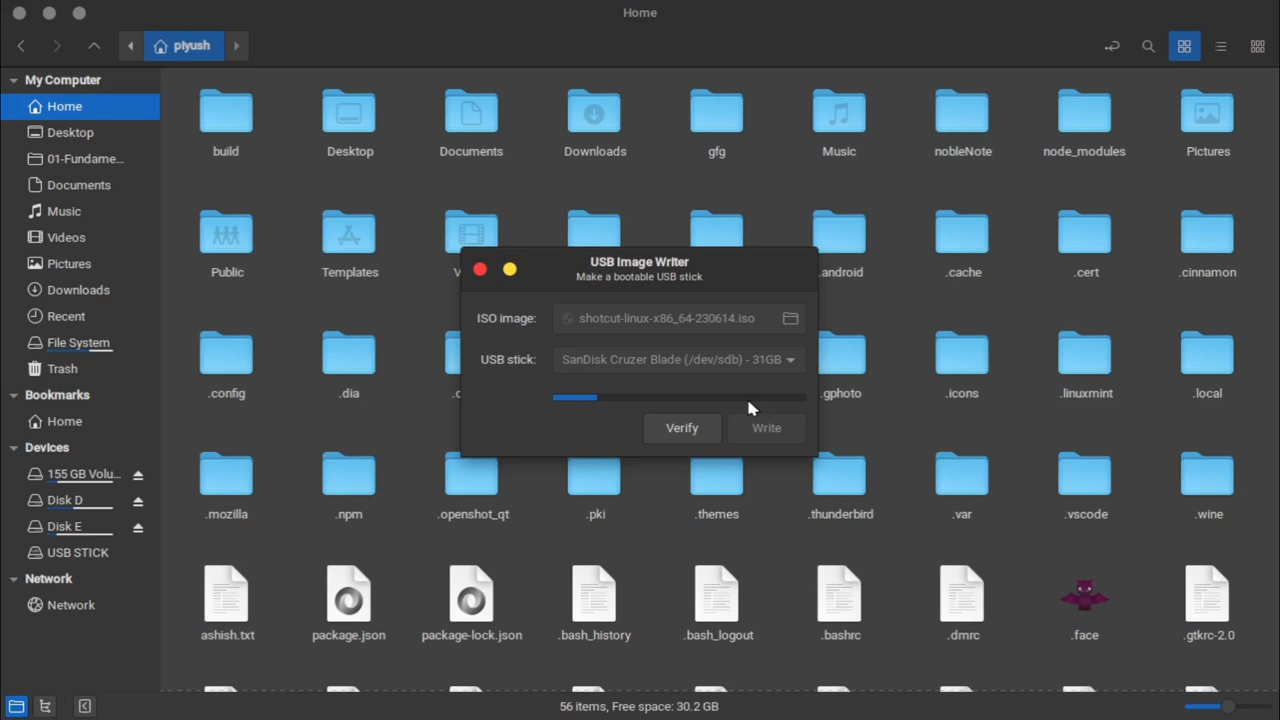 Home
piyush
My Computer
Home
Desktop
01-Fundame...
Documents
Music
Videos
Pictures
Downloads
Recent
File System
Trash
Bookmarks
Home
Devices
155 GB Volu...
Disk D
Disk E
USB STICK
Network
Network
build
Desktop
Documents
Downloads
gfg
Music
nobleNote
node_modules
Pictures
Public
Templates
V
.android
.cache
.cert
.cinnamon
USB Image Writer
Make a bootable USB stick
ISO image:
shotcut-linux-x86_64-230614.iso
USB stick:
SanDisk Cruzer Blade (/dev/sdb) - 31GB
Verify
Write
.config
.dia
.gphoto
.icons
.linuxmint
.local
.mozilla
.npm
.openshot_qt
.pki
.themes
.thunderbird
.var
.vscode
.wine
ashish.txt
package.json
package-lock.json
.bash_history
.bash_logout
.bashrc
.dmrc
.face
.gtkrc-2.0
56 items, Free space: 30.2 GB